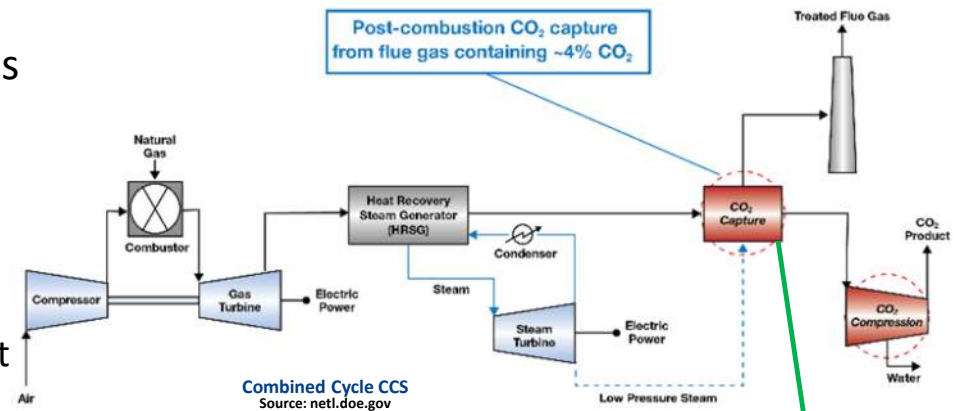 Treated Flue Gas
Post-combustion CO₂ capture
from flue gas containing ~4% CO₂
s
Natural
Gas
Combustor
Heat Recovery
Steam Generator
(HRSG)
CO₂
Capture
CO₂
Product
Condenser
Compressor
Gas
Turbine
Electric
Power
Steam
Steam
Turbine
Electric
Power
CO₂
Compression
t
Air
Combined Cycle CCS
Source: netl.doe.gov
Low Pressure Steam
Water